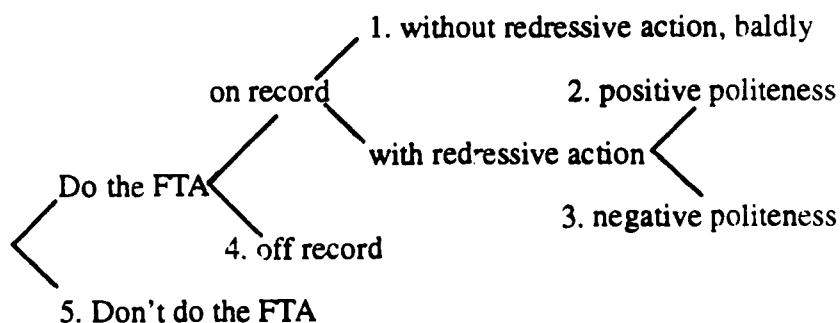 1. without redressive action, baldly
on record
2. positive politeness
with redressive action
Do the FTA
3. negative politeness
4. off record
5. Don't do the FTA